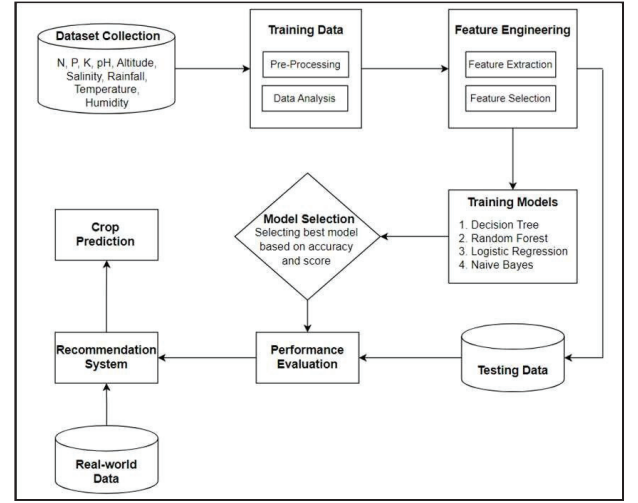 Dataset Collection
N, P, K, pH, Altitude,
Salinity, Rainfall,
Temperature,
Humidity
Training Data
Pre-Processing
Data Analysis
Feature Engineering
Feature Extraction
Feature Selection
Training Models
1. Decision Tree
2. Random Forest
3. Logistic Regression
4. Naive Bayes
Model Selection
Selecting best model
based on accuracy
and score
Crop
Prediction
Recommendation
System
Performance
Evaluation
Testing Data
Real-world
Data